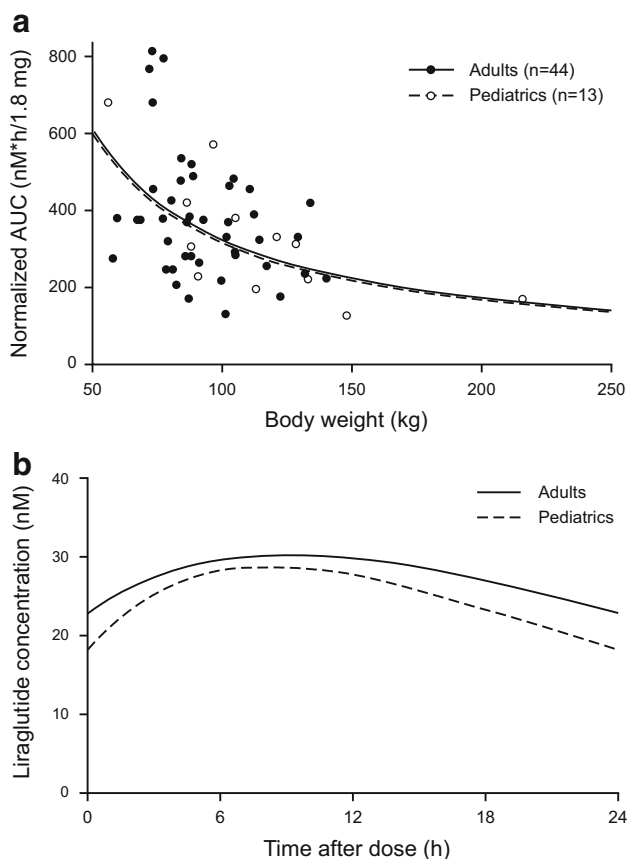 a
Normalized AUC (nM*h/1.8 mg)
800
600
400
200
0
Adults (n=44)
Pediatrics (n=13)
50 100 150 200 250
Body weight (kg)
b
Liraglutide concentration (nM)
40
30
20
10
0
Adults
Pediatrics
0 6 12 18 24
Time after dose (h)